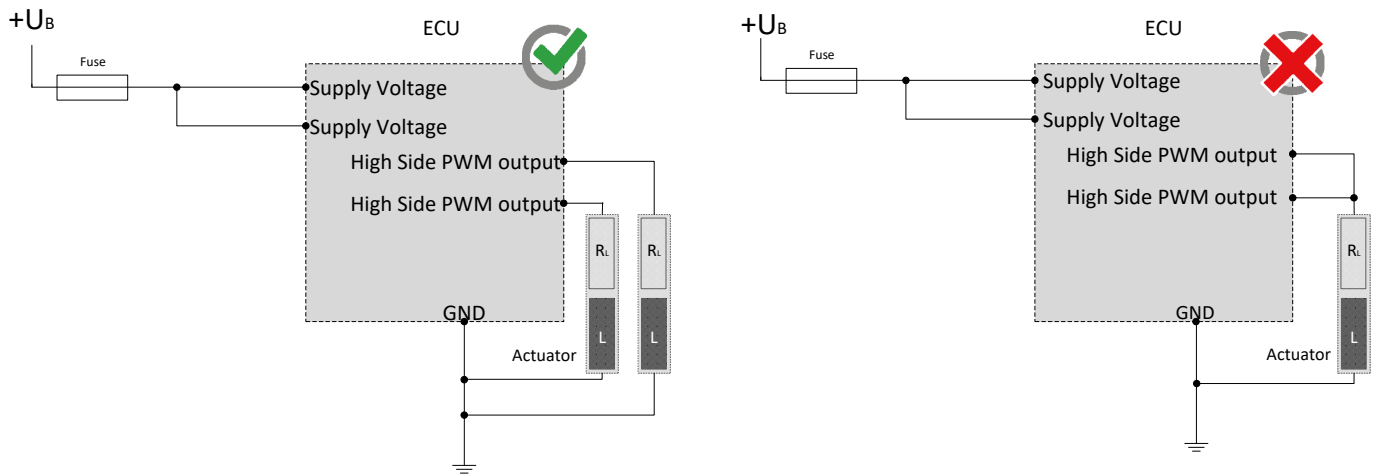 +UB
ECU
Fuse
Supply Voltage
Supply Voltage
High Side PWM output
High Side PWM output
RL
RL
GND
L
L
Actuator
+UB
ECU
Fuse
Supply Voltage
Supply Voltage
High Side PWM output
High Side PWM output
RL
GND
L
Actuator